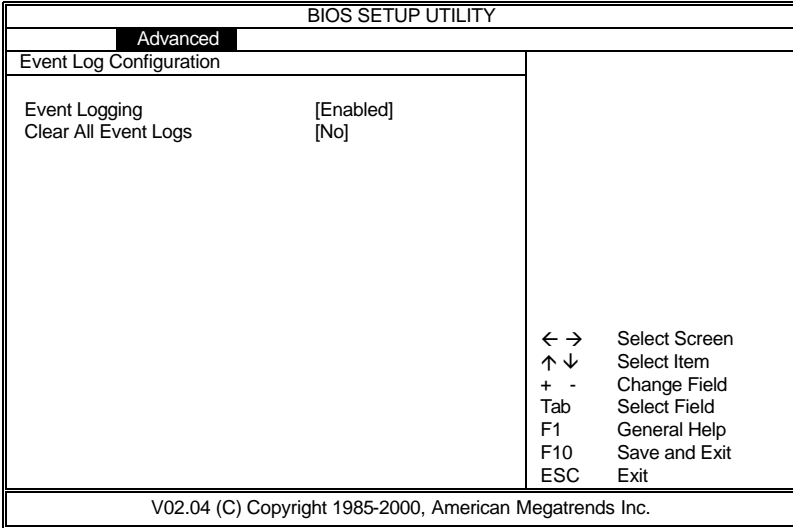 BIOS SETUP UTILITY
Advanced
Event Log Configuration
Event Logging [Enabled]
Clear All Event Logs [No]
← → Select Screen
↑ ↓ Select Item
+ - Change Field
Tab Select Field
F1 General Help
F10 Save and Exit
ESC Exit
V02.04 (C) Copyright 1985-2000, American Megatrends Inc.